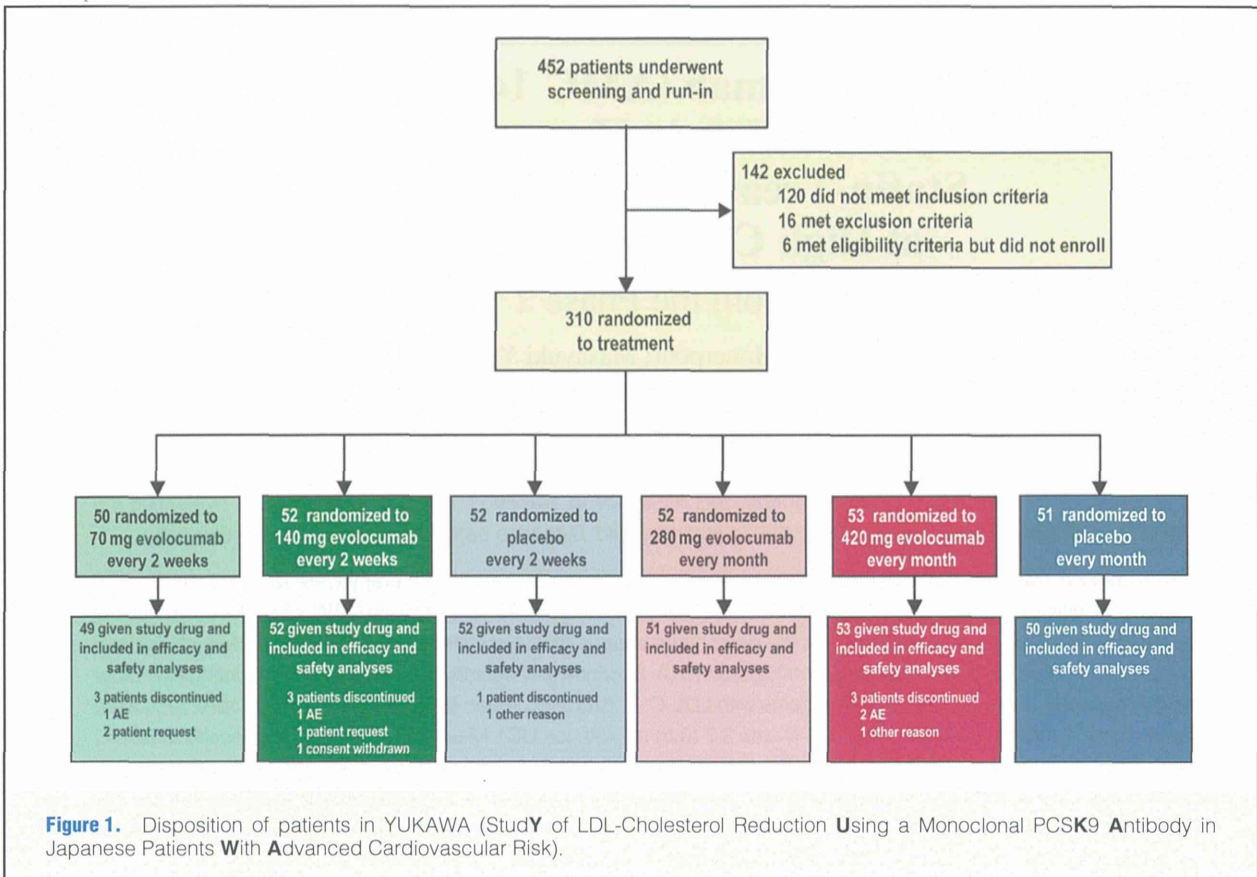 452 patients underwent
screening and run-in
142 excluded
120 did not meet inclusion criteria
16 met exclusion criteria
6 met eligibility criteria but did not enroll
310 randomized
to treatment
50 randomized to
70 mg evolocumab
every 2 weeks
52 randomized to
140 mg evolocumab
every 2 weeks
52 randomized to
placebo
every 2 weeks
52 randomized to
280 mg evolocumab
every month
53 randomized to
420 mg evolocumab
every month
51 randomized to
placebo
every month
49 given study drug and
included in efficacy and
safety analyses
3 patients discontinued
1 AE
2 patient request
52 given study drug and
included in efficacy and
safety analyses
3 patients discontinued
1 AE
1 patient request
1 consent withdrawn
52 given study drug and
included in efficacy and
safety analyses
1 patient discontinued
1 other reason
51 given study drug and
included in efficacy and
safety analyses
53 given study drug and
included in efficacy and
safety analyses
3 patients discontinued
2 AE
1 other reason
50 given study drug and
included in efficacy and
safety analyses
Figure 1. Disposition of patients in YUKAWA (StudY of LDL-Cholesterol Reduction Using a Monoclonal PCSK9 Antibody in
Japanese Patients With Advanced Cardiovascular Risk).